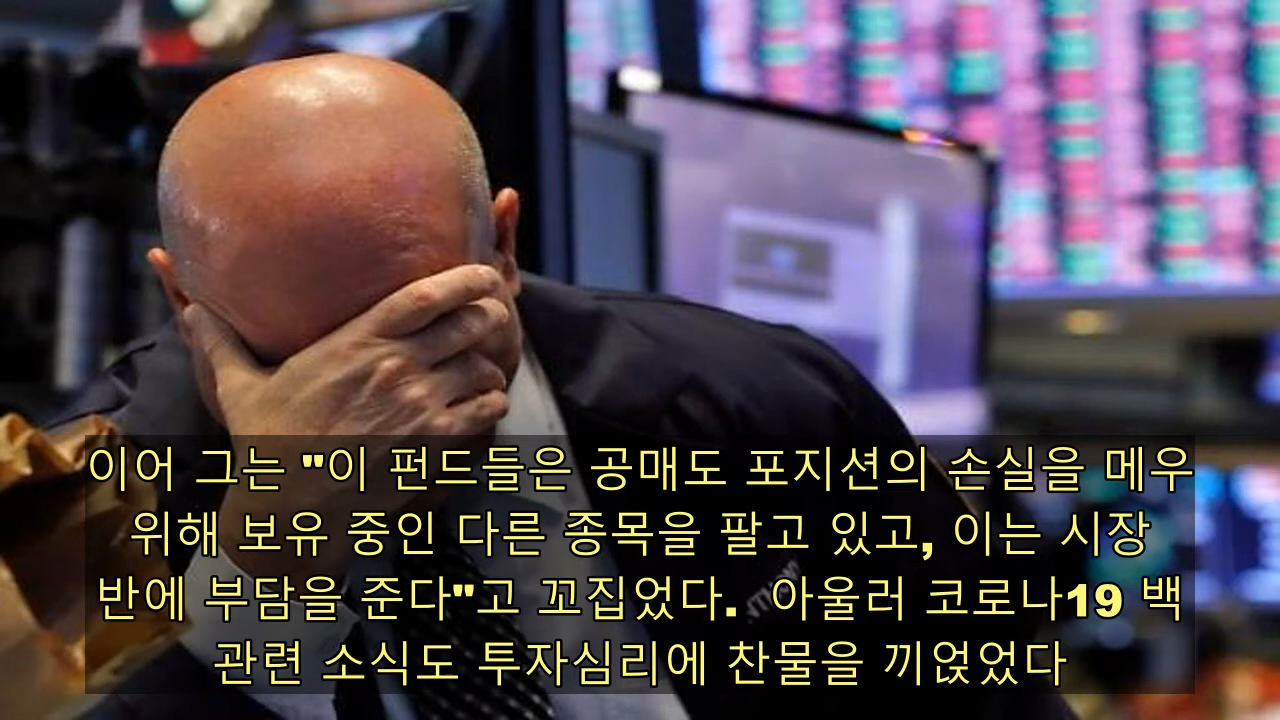 이어 그는 "이 펀드들은 공매도 포지션의 손실을 메우
위해 보유 중인 다른 종목을 팔고 있고, 이는 시장
반에 부담을 준다"고 꼬집었다. 아울러 코로나19 백
관련 소식도 투자심리에 찬물을 끼얹었다